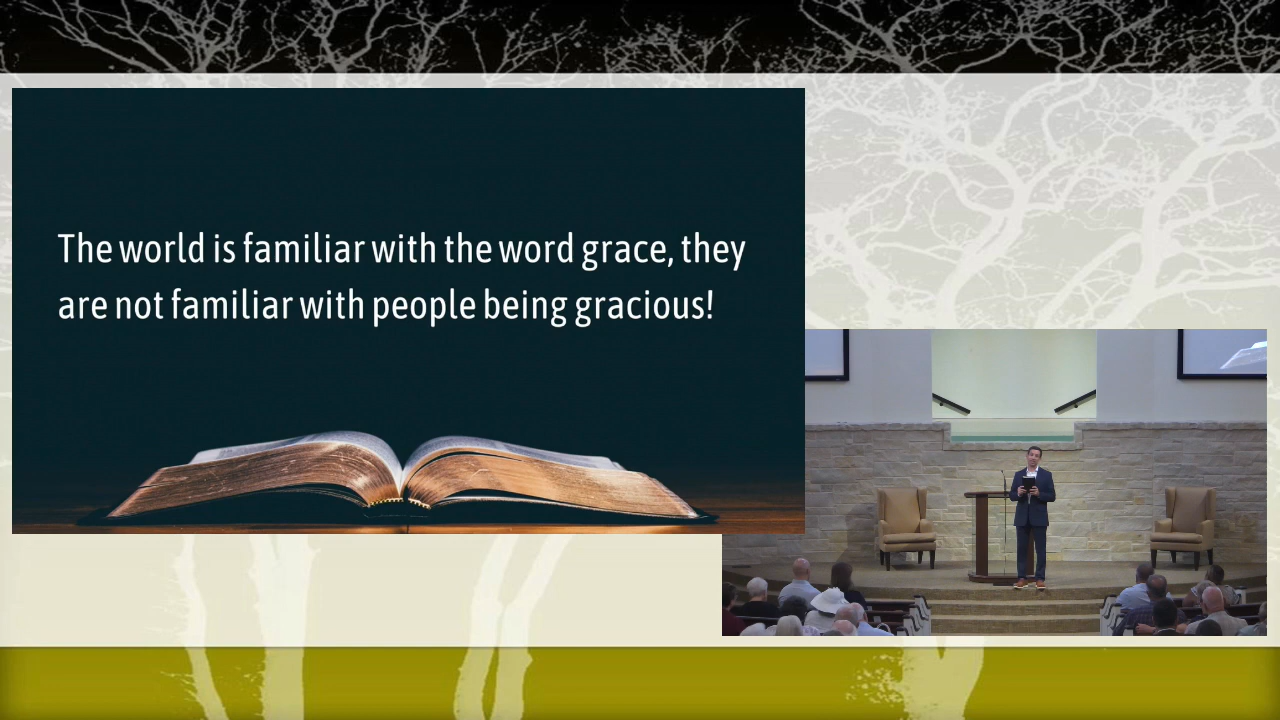 The world is familiar with the word grace, they
are not familiar with people being gracious!